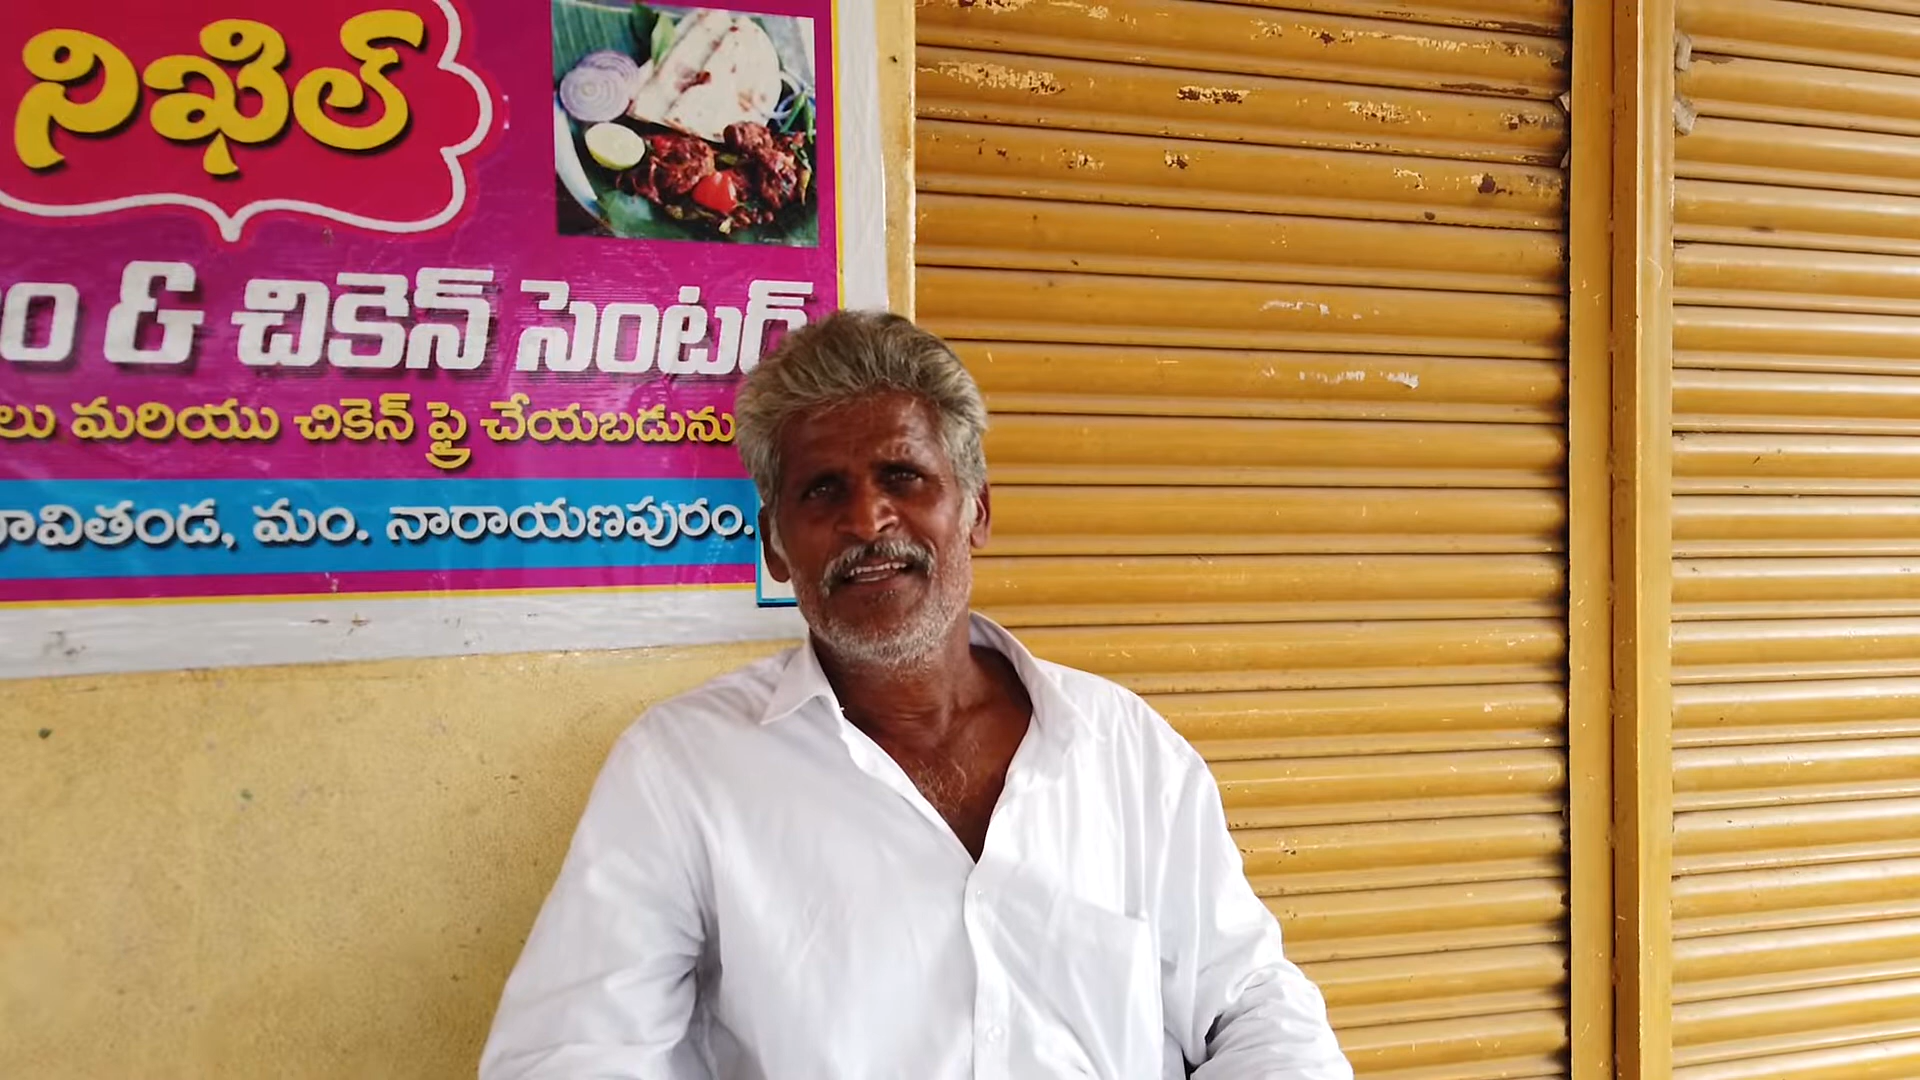 నిఖిల్
& చికెన్ సెంటర్
మరియు చికెన్ ఫ్రై చేయబడును
మం. నారాయణపురం.